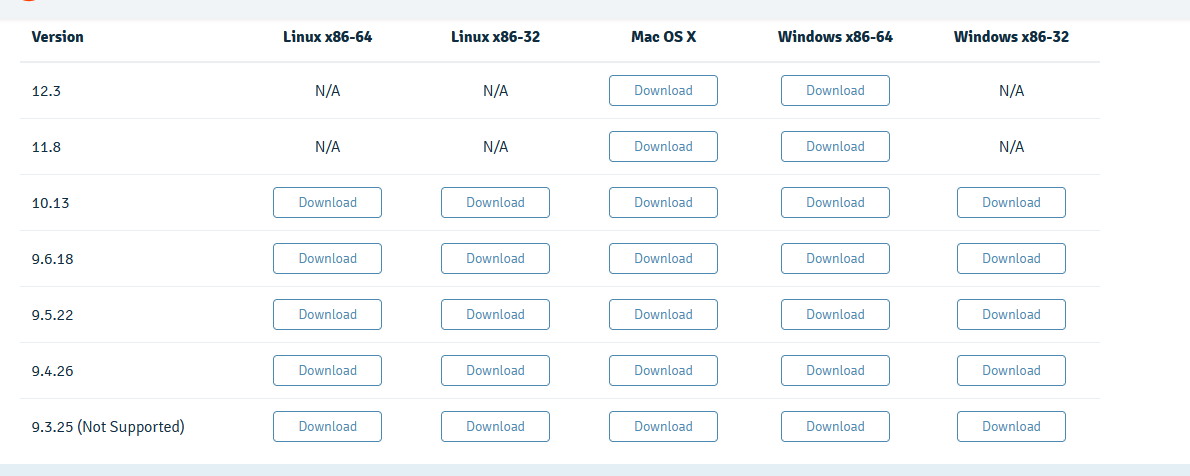 Version Linux x86-64 Linux x86-32 Mac OS X Windows x86-64 Windows x86-32
12.3 N/A N/A Download Download N/A
11.8 N/A N/A Download Download N/A
10.13 Download Download Download Download Download
9.6.18 Download Download Download Download Download
9.5.22 Download Download Download Download Download
9.4.26 Download Download Download Download Download
9.3.25 (Not Supported) Download Download Download Download Download